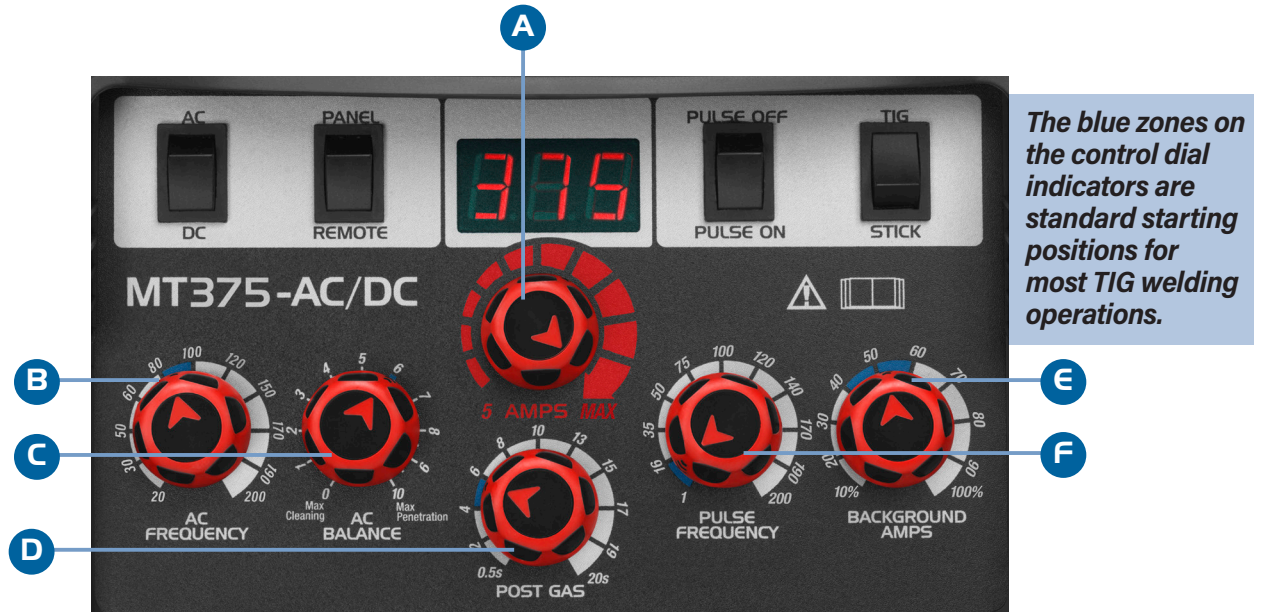 A
AC
PANEL
PULSE OFF
TIG
375
DC
REMOTE
PULSE ON
STICK
The blue zones on
the control dial
indicators are
standard starting
positions for
most TIG welding
operations.
MT375-AC/DC
5 AMPS MAX
B
20 30 50 60 80 100 120 150 170 190 200
AC
FREQUENCY
C
0 1 2 3 4 5 6 7 8 9 10
Max
Cleaning
Max
Penetration
AC
BALANCE
D
0.5s 2 4 6 8 10 13 15 17 19 20s
POST GAS
1 16 35 50 75 100 120 140 170 190 200
PULSE
FREQUENCY
F
10% 20 30 40 50 60 70 80 90 100%
BACKGROUND
AMPS
E